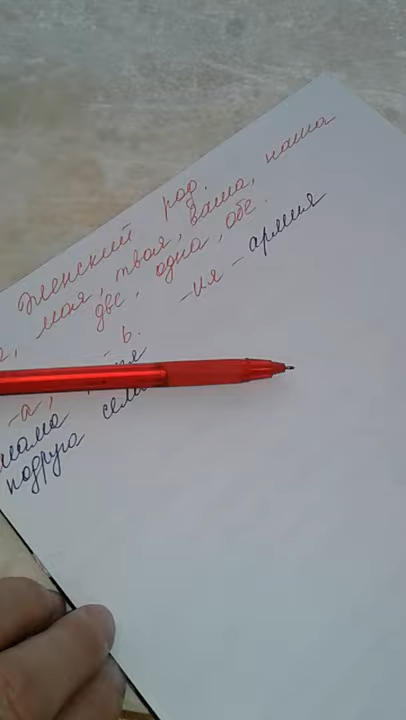 Женский род.
моя, твоя, ваша, наша
две, одна, обе.
-а, -ь. -ия - армия
мама
подруга